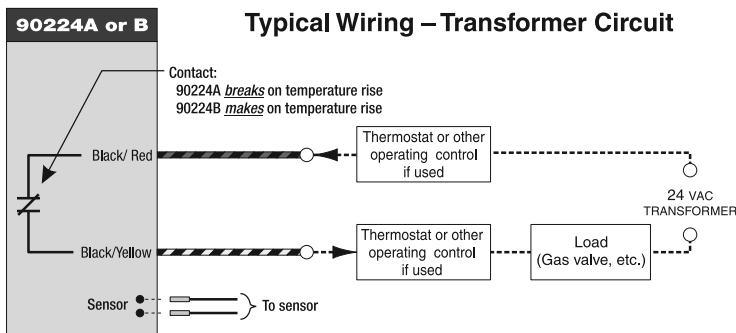 90224A or B
Typical Wiring – Transformer Circuit
Contact:
90224A breaks on temperature rise
90224B makes on temperature rise
Black/ Red
Thermostat or other
operating control
if used
24 VAC
TRANSFORMER
Black/Yellow
Thermostat or other
operating control
if used
Load
(Gas valve, etc.)
Sensor
To sensor